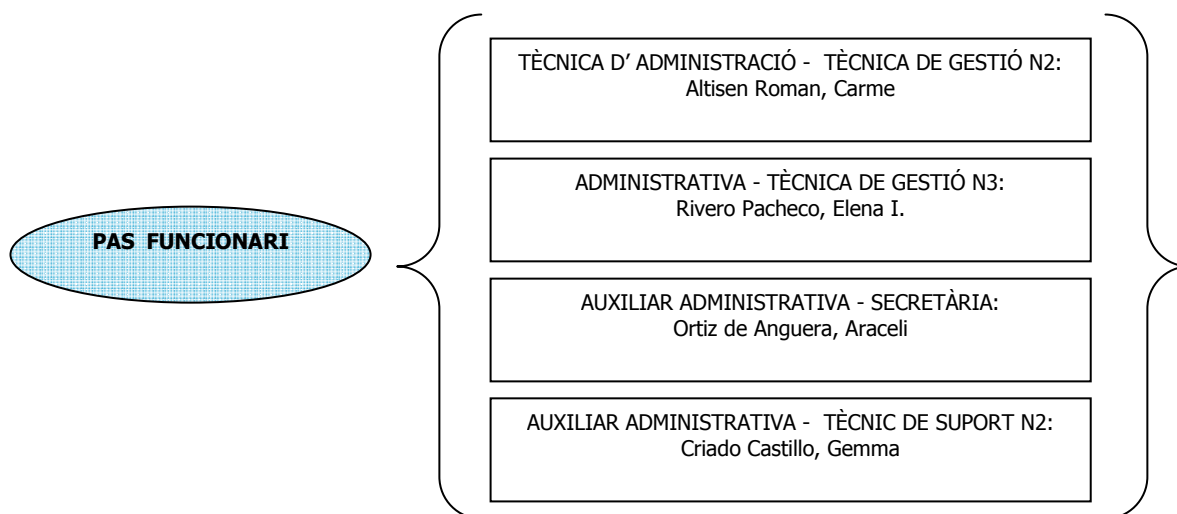 TÈCNICA D’ ADMINISTRACIÓ - TÈCNICA DE GESTIÓ N2:
Altisen Roman, Carme
ADMINISTRATIVA - TÈCNICA DE GESTIÓ N3:
Rivero Pacheco, Elena I.
PAS FUNCIONARI
AUXILIAR ADMINISTRATIVA - SECRETÀRIA:
Ortiz de Anguera, Araceli
AUXILIAR ADMINISTRATIVA - TÈCNIC DE SUPORT N2:
Criado Castillo, Gemma